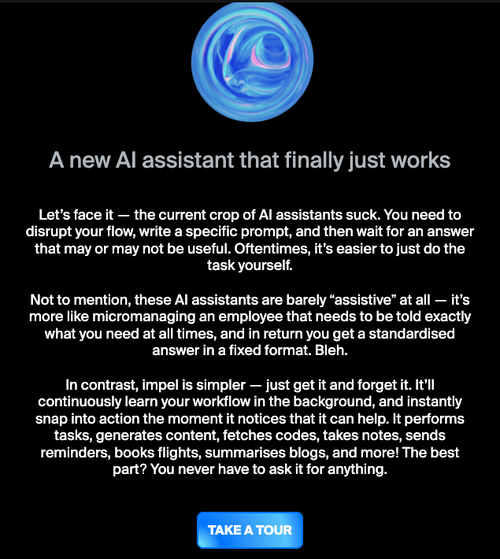 A new AI assistant that finally just works
Let's face it — the current crop of AI assistants suck. You need to
disrupt your flow, write a specific prompt, and then wait for an answer
that may or may not be useful. Oftentimes, it's easier to just do the
task yourself.
Not to mention, these AI assistants are barely “assistive” at all — it's
more like micromanaging an employee that needs to be told exactly
what you need at all times, and in return you get a standardised
answer in a fixed format. Bleh.
In contrast, impel is simpler — just get it and forget it. It'll
continuously learn your workflow in the background, and instantly
snap into action the moment it notices that it can help. It performs
tasks, generates content, fetches codes, takes notes, sends
reminders, books flights, summarises blogs, and more! The best
part? You never have to ask it for anything.
TAKE A TOUR